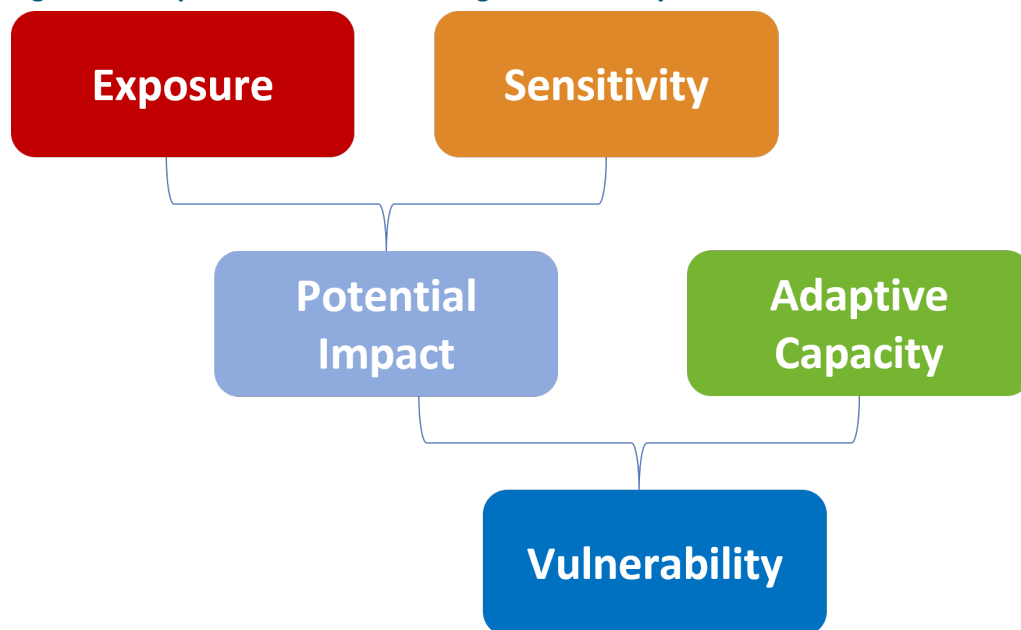 Exposure
Sensitivity
Potential
Impact
Adaptive
Capacity
Vulnerability